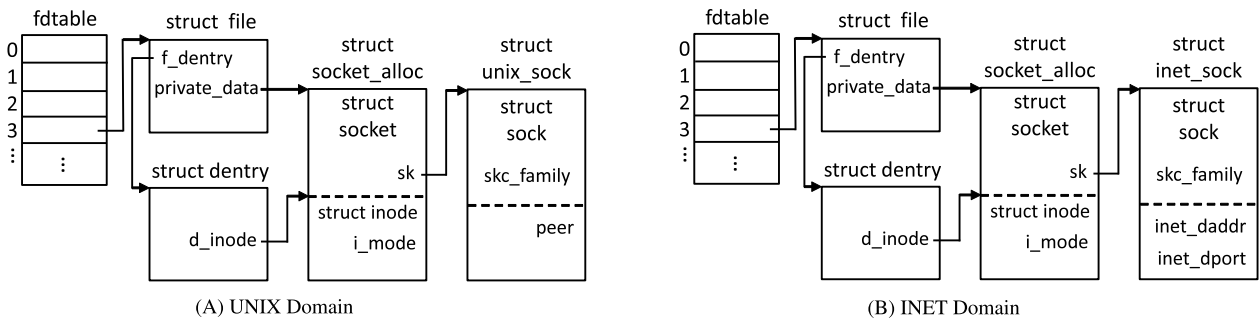 fdtable
0
1
2
3
⋮
⋮
struct file
f_dentry
private_data
struct dentry
d_inode
struct
socket_alloc
struct
socket
sk
struct inode
i_mode
struct
unix_sock
struct
sock
skc_family
peer
(A) UNIX Domain
fdtable
0
1
2
3
⋮
⋮
struct file
f_dentry
private_data
struct dentry
d_inode
struct
socket_alloc
struct
socket
sk
struct inode
i_mode
struct
inet_sock
struct
sock
skc_family
inet_daddr
inet_dport
(B) INET Domain